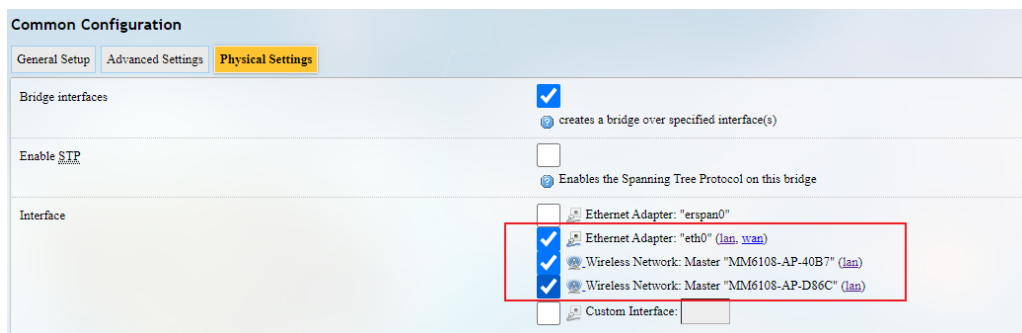 Common Configuration
General Setup Advanced Settings Physical Settings
Bridge interfaces
creates a bridge over specified interface(s)
Enable STP
Enables the Spanning Tree Protocol on this bridge
Interface
Ethernet Adapter: "erspan0"
Ethernet Adapter: "eth0" (lan, wan)
Wireless Network: Master "MM6108-AP-40B7" (lan)
Wireless Network: Master "MM6108-AP-D86C" (lan)
Custom Interface: